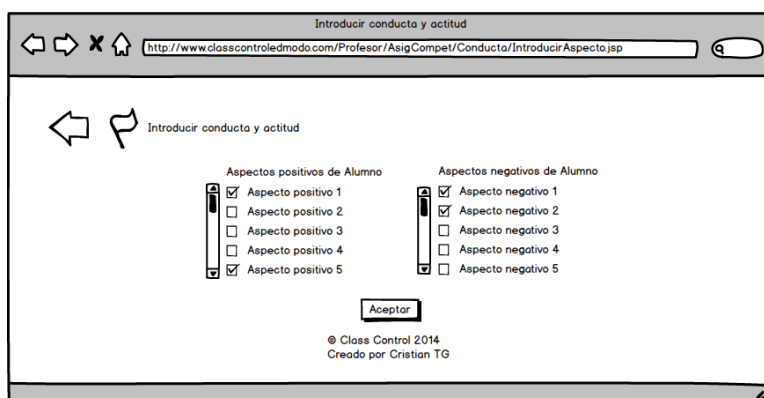 Introducir conducta y actitud
http://www.classcontroledmodo.com/Profesor/AsigCompet/Conducta/IntroducirAspecto.jsp
Introducir conducta y actitud
Aspectos positivos de Alumno
Aspecto positivo 1
Aspecto positivo 2
Aspecto positivo 3
Aspecto positivo 4
Aspecto positivo 5
Aspectos negativos de Alumno
Aspecto negativo 1
Aspecto negativo 2
Aspecto negativo 3
Aspecto negativo 4
Aspecto negativo 5
Aceptar
© Class Control 2014
Creado por Cristian TG